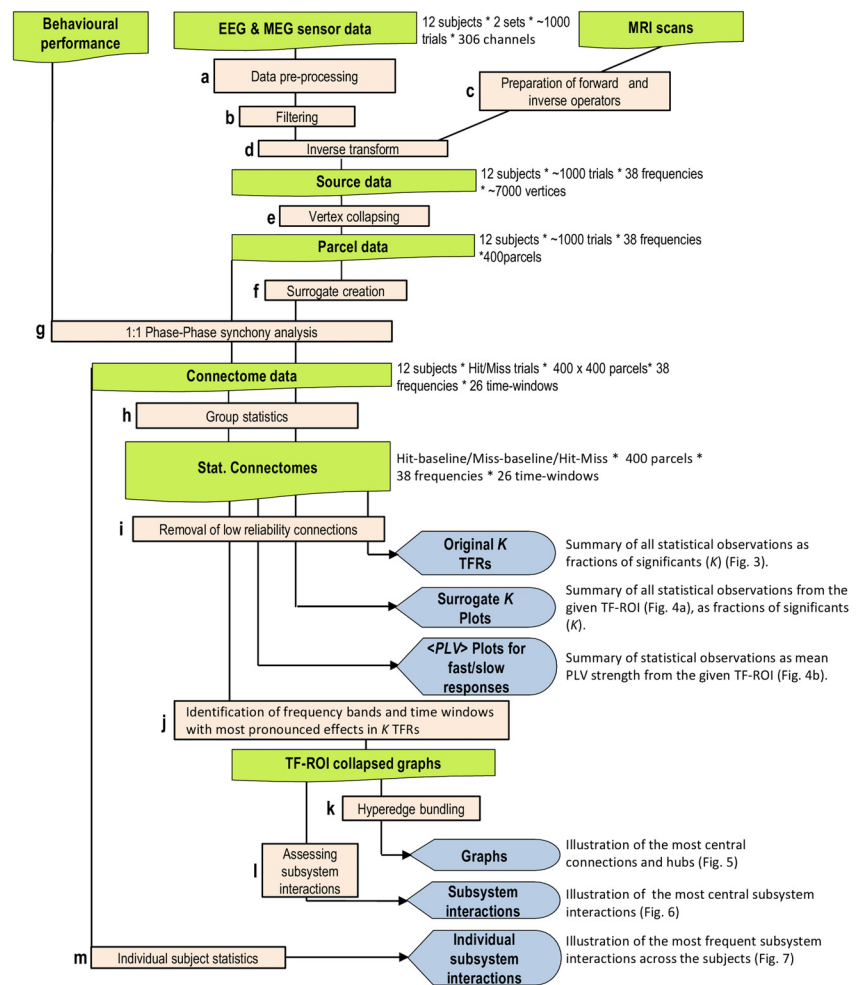 Behavioural
performance
EEG & MEG sensor data
12 subjects * 2 sets * ~1000
trials * 306 channels
MRI scans
a
Data pre-processing
c
Preparation of forward and
inverse operators
b
Filtering
d
Inverse transform
Source data
12 subjects * ~1000 trials * 38 frequencies
* ~7000 vertices
e
Vertex collapsing
Parcel data
12 subjects * ~1000 trials * 38 frequencies
*400parcels
f
Surrogate creation
g
1:1 Phase-Phase synchony analysis
Connectome data
12 subjects * Hit/Miss trials * 400 x 400 parcels* 38
frequencies * 26 time-windows
h
Group statistics
Stat. Connectomes
Hit-baseline/Miss-baseline/Hit-Miss * 400 parcels *
38 frequencies * 26 time-windows
i
Removal of low reliability connections
Original K
TFRs
Summary of all statistical observations as
fractions of significants (K) (Fig. 3).
Surrogate K
Plots
Summary of all statistical observations from the
given TF-ROI (Fig. 4a), as fractions of significants
(K).
<PLV> Plots for
fast/slow
responses
Summary of statistical observations as mean
PLV strength from the given TF-ROI (Fig. 4b).
j
Identification of frequency bands and time windows
with most pronounced effects in K TFRs
TF-ROI collapsed graphs
k
Hyperedge bundling
l
Assessing
subsystem
interactions
Graphs
Illustration of the most central
connections and hubs (Fig. 5)
Subsystem
interactions
Illustration of the most central subsystem
interactions (Fig. 6)
m
Individual subject statistics
Individual
subsystem
interactions
Illustration of the most frequent subsystem
interactions across the subjects (Fig. 7)